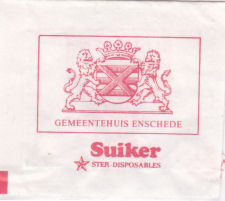 GEMEENTEHUIS ENSCHEDE
Suiker
STER-DISPOSABLES